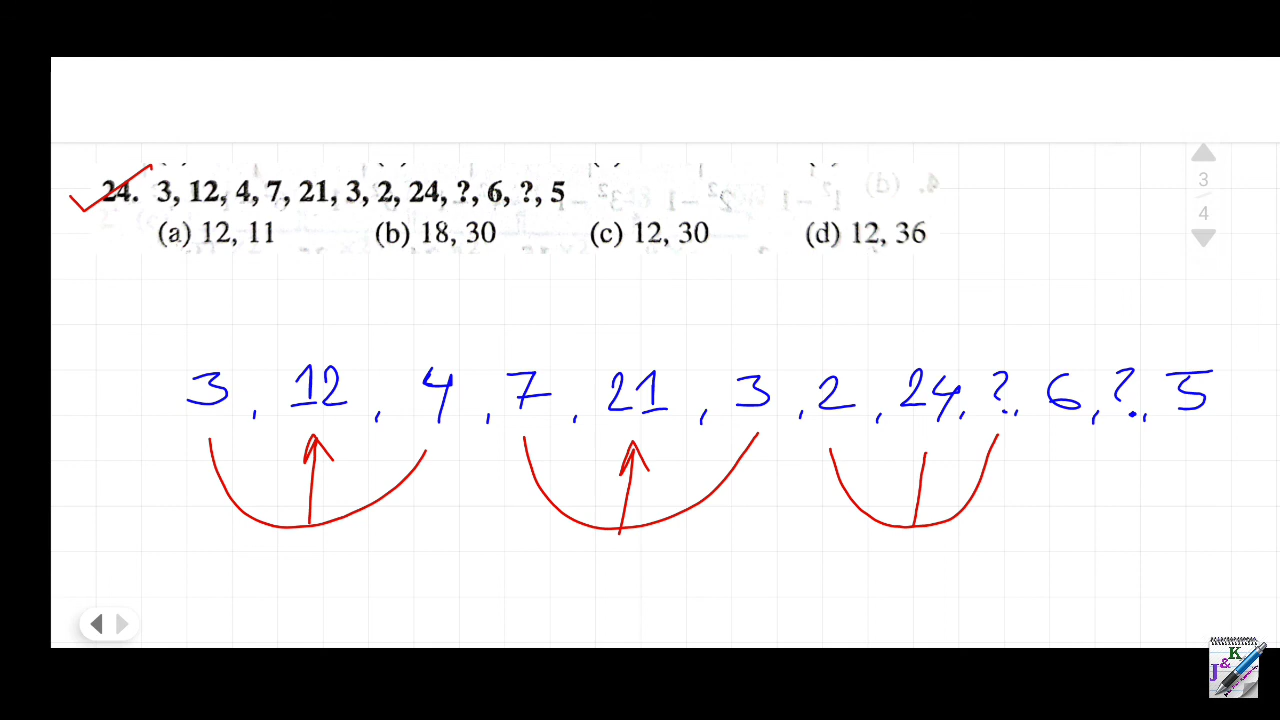 24. 3, 12, 4, 7, 21, 3, 2, 24, ?, 6, ?, 5
(a) 12, 11 (b) 18, 30 (c) 12, 30 (d) 12, 36
3
4
3, 12, 4, 7, 21, 3, 2, 24, ?, 6, ?, 5
J&K